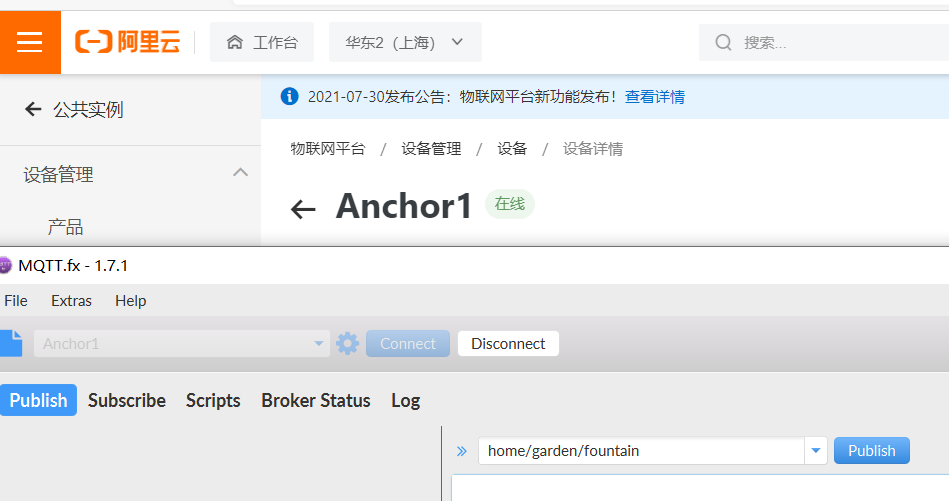 阿里云 工作台 华东2（上海） 搜索...
公共实例
2021-07-30发布公告：物联网平台新功能发布！查看详情
物联网平台 / 设备管理 / 设备 / 设备详情
设备管理
Anchor1 在线
产品
MQTT.fx - 1.7.1
File Extras Help
Anchor1 Connect Disconnect
Publish Subscribe Scripts Broker Status Log
home/garden/fountain Publish